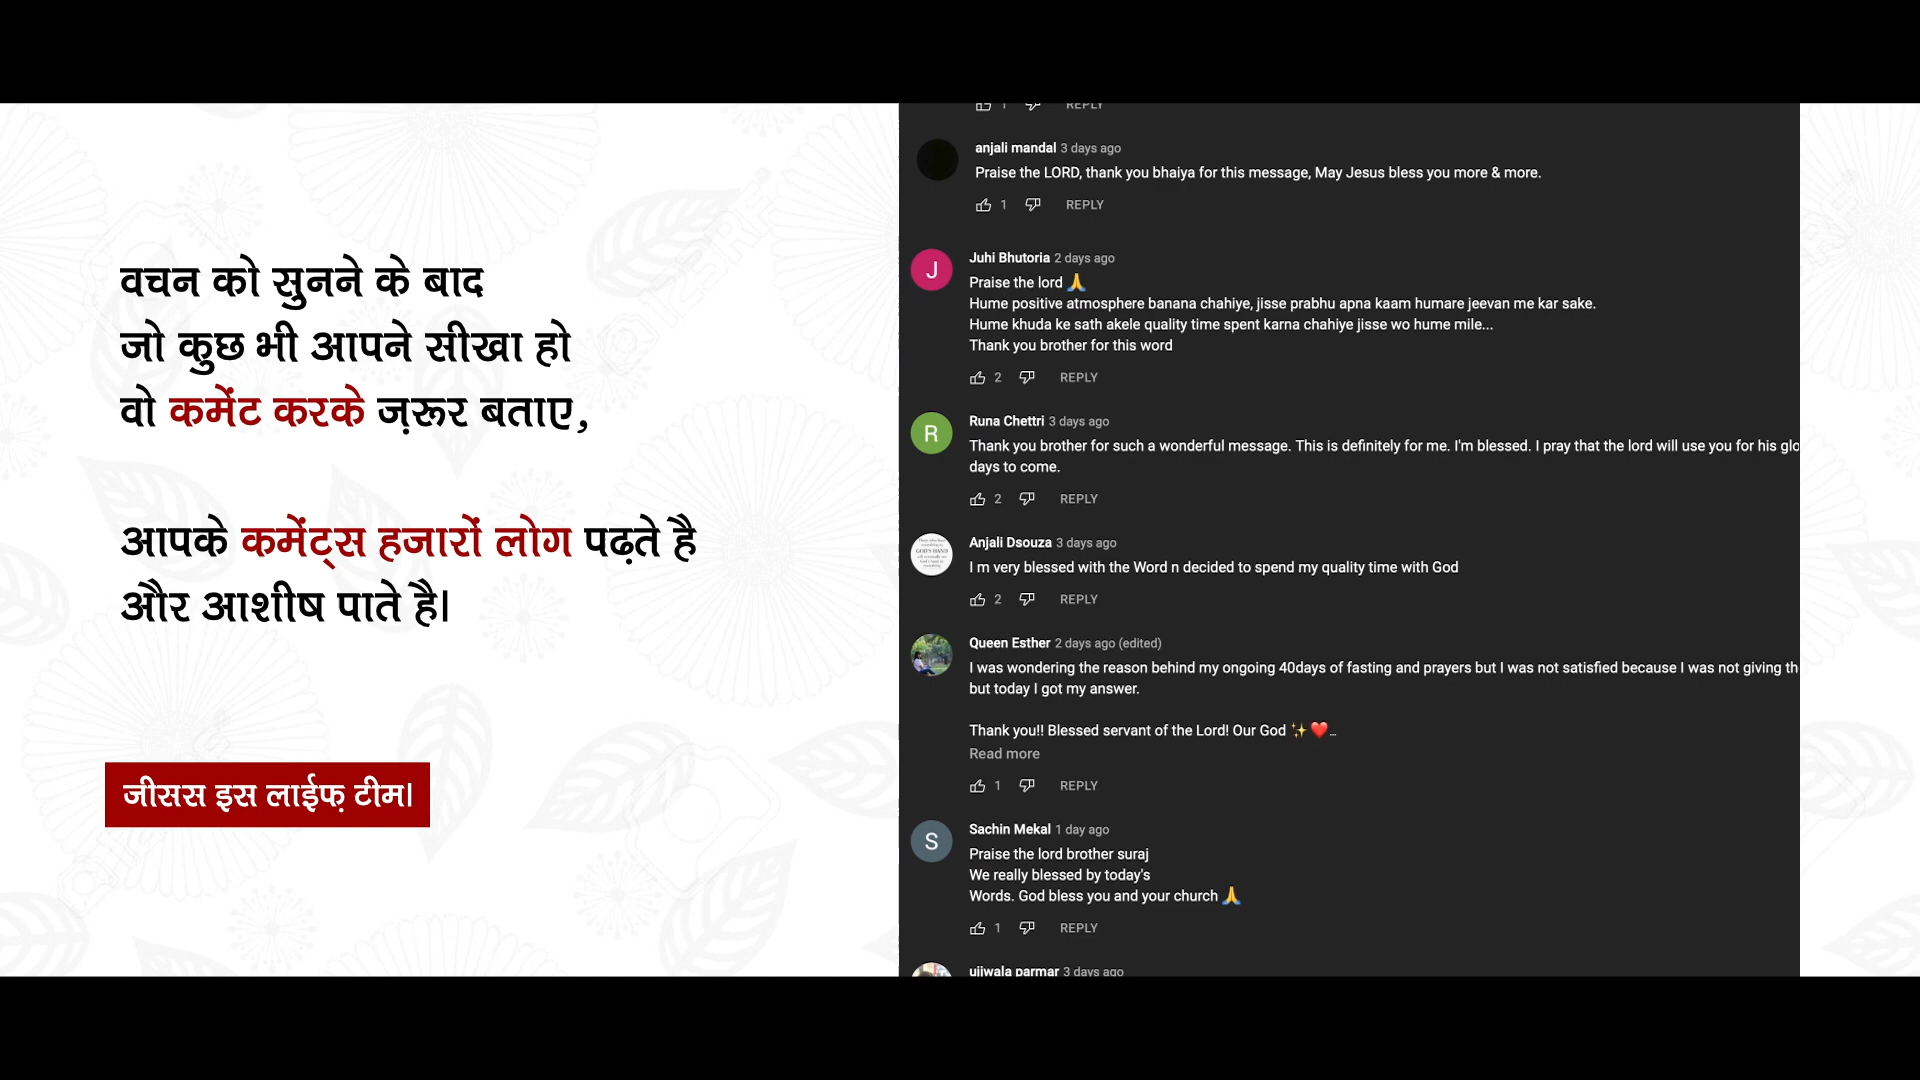 वचन को सुनने के बाद
जो कुछ भी आपने सीखा हो
वो कमेंट करके ज़रूर बताए,
आपके कमेंट्स हजारों लोग पढ़ते है
और आशीष पाते है।
जीसस इस लाईफ़ टीम।
1 REPLY
anjali mandal 3 days ago
Praise the LORD, thank you bhaiya for this message, May Jesus bless you more & more.
1 REPLY
J
Juhi Bhutoria 2 days ago
Praise the lord 🙏
Hume positive atmosphere banana chahiye, jisse prabhu apna kaam humare jeevan me kar sake.
Hume khuda ke sath akele quality time spent karna chahiye jisse wo hume mile...
Thank you brother for this word
2 REPLY
R
Runa Chettri 3 days ago
Thank you brother for such a wonderful message. This is definitely for me. I'm blessed. I pray that the lord will use you for his glo
days to come.
2 REPLY
Anjali Dsouza 3 days ago
I m very blessed with the Word n decided to spend my quality time with God
2 REPLY
Queen Esther 2 days ago (edited)
I was wondering the reason behind my ongoing 40days of fasting and prayers but I was not satisfied because I was not giving th
but today I got my answer.
Thank you!! Blessed servant of the Lord! Our God ✨❤️...
Read more
1 REPLY
S
Sachin Mekal 1 day ago
Praise the lord brother suraj
We really blessed by today's
Words. God bless you and your church 🙏
1 REPLY
ujjwala parmar 3 days ago